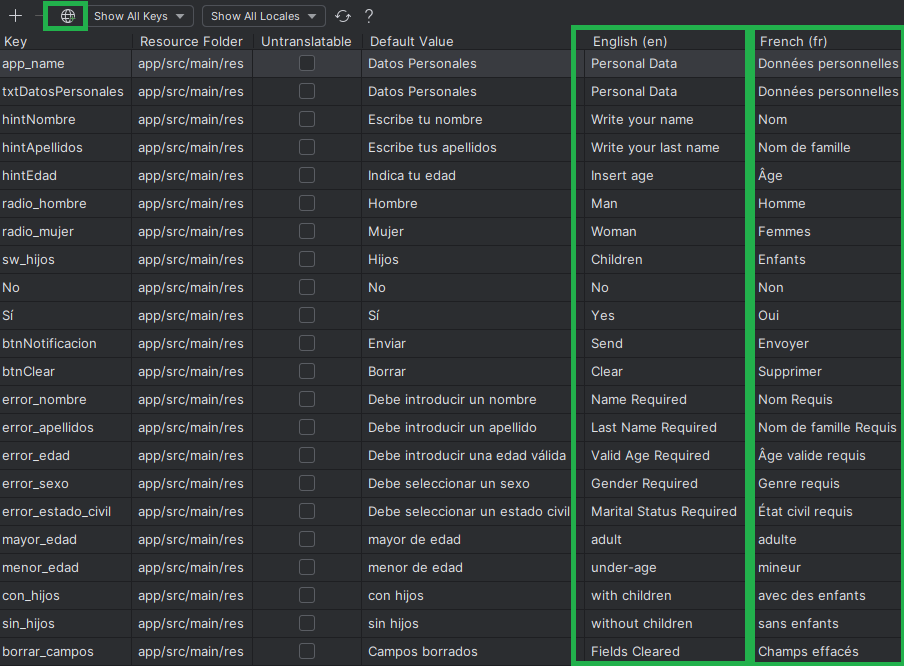 Show All Keys Show All Locales ?
Key Resource Folder Untranslatable Default Value English (en) French (fr)
app_name app/src/main/res Datos Personales Personal Data Données personnelles
txtDatosPersonales app/src/main/res Datos Personales Personal Data Données personnelles
hintNombre app/src/main/res Escribe tu nombre Write your name Nom
hintApellidos app/src/main/res Escribe tus apellidos Write your last name Nom de famille
hintEdad app/src/main/res Indica tu edad Insert age Âge
radio_hombre app/src/main/res Hombre Man Homme
radio_mujer app/src/main/res Mujer Woman Femmes
sw_hijos app/src/main/res Hijos Children Enfants
No app/src/main/res No No Non
Sí app/src/main/res Sí Yes Oui
btnNotificacion app/src/main/res Enviar Send Envoyer
btnClear app/src/main/res Borrar Clear Supprimer
error_nombre app/src/main/res Debe introducir un nombre Name Required Nom Requis
error_apellidos app/src/main/res Debe introducir un apellido Last Name Required Nom de famille Requis
error_edad app/src/main/res Debe introducir una edad válida Valid Age Required Âge valide requis
error_sexo app/src/main/res Debe seleccionar un sexo Gender Required Genre requis
error_estado_civil app/src/main/res Debe seleccionar un estado civil Marital Status Required État civil requis
mayor_edad app/src/main/res mayor de edad adult adulte
menor_edad app/src/main/res menor de edad under-age mineur
con_hijos app/src/main/res con hijos with children avec des enfants
sin_hijos app/src/main/res sin hijos without children sans enfants
borrar_campos app/src/main/res Campos borrados Fields Cleared Champs effacés